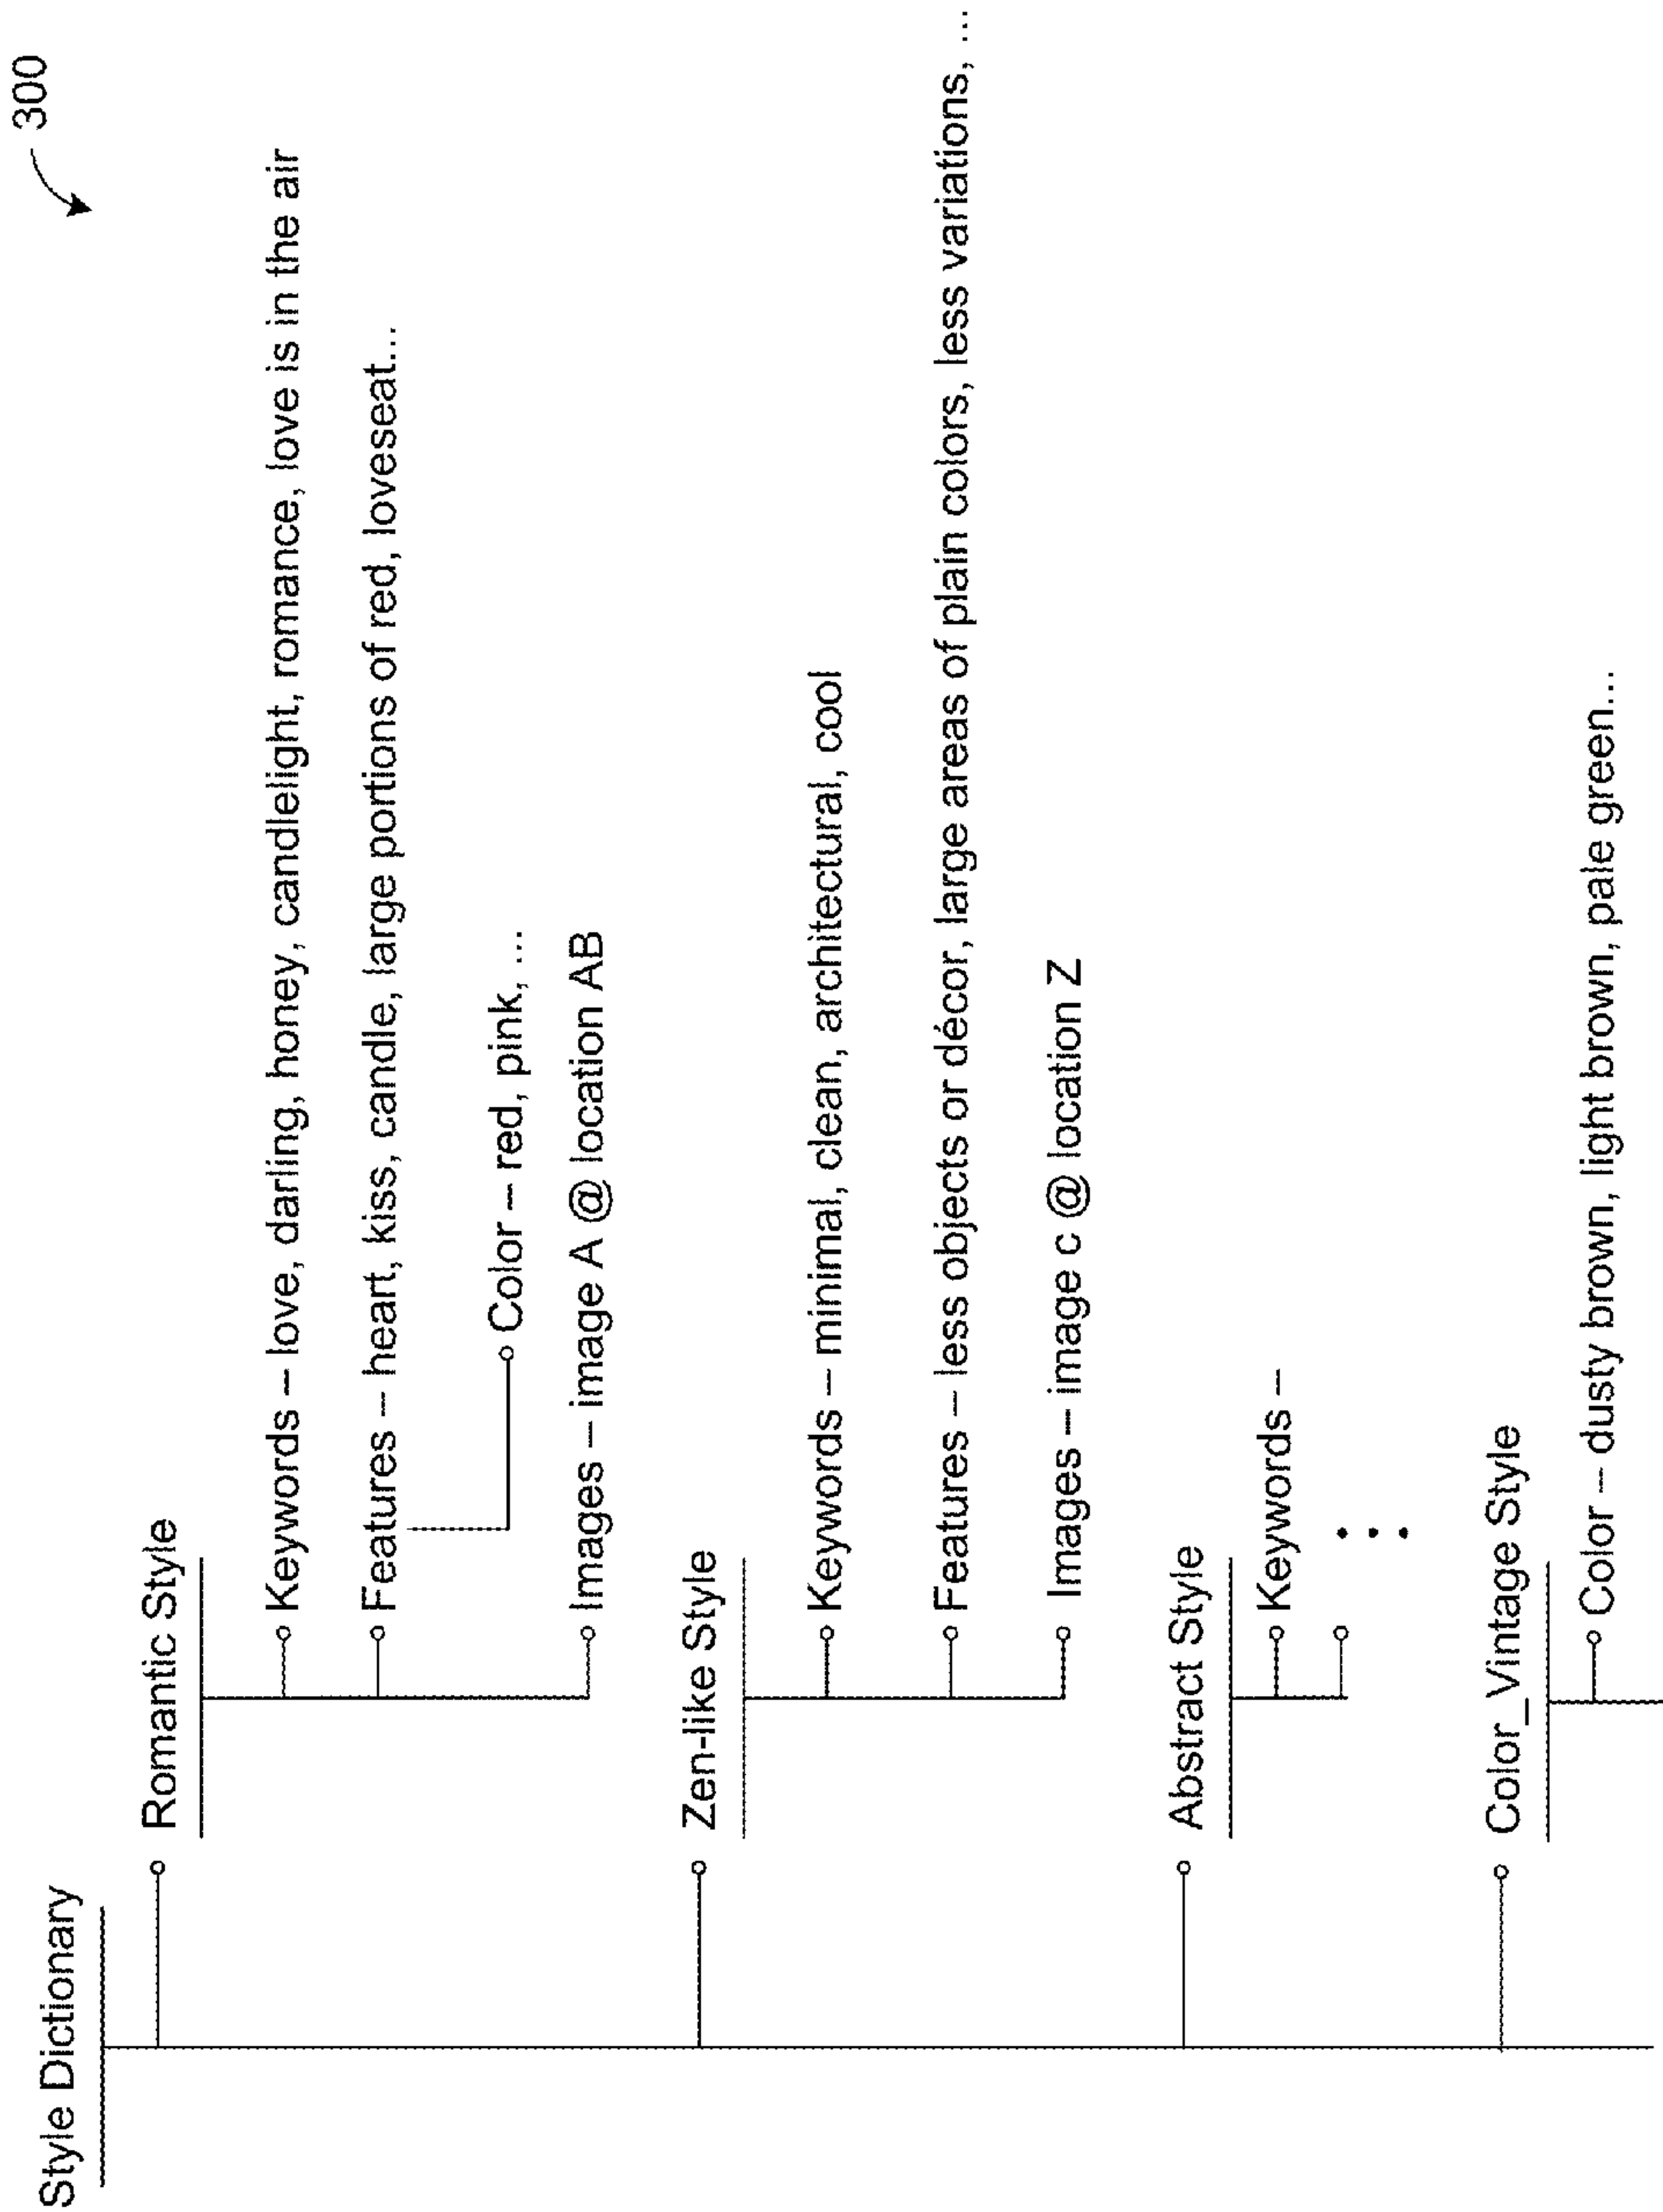 300
Style Dictionary
Romantic Style
Keywords – love, darling, honey, candlelight, romance, love is in the air
Features – heart, kiss, candle, large portions of red, loveseat...
Color – red, pink, ...
Images – image A @ location AB
Zen-like Style
Keywords – minimal, clean, architectural, cool
Features – less objects or décor, large areas of plain colors, less variations, ...
Images – image c @ location Z
Abstract Style
Keywords –
Color_Vintage Style
Color – dusty brown, light brown, pale green...